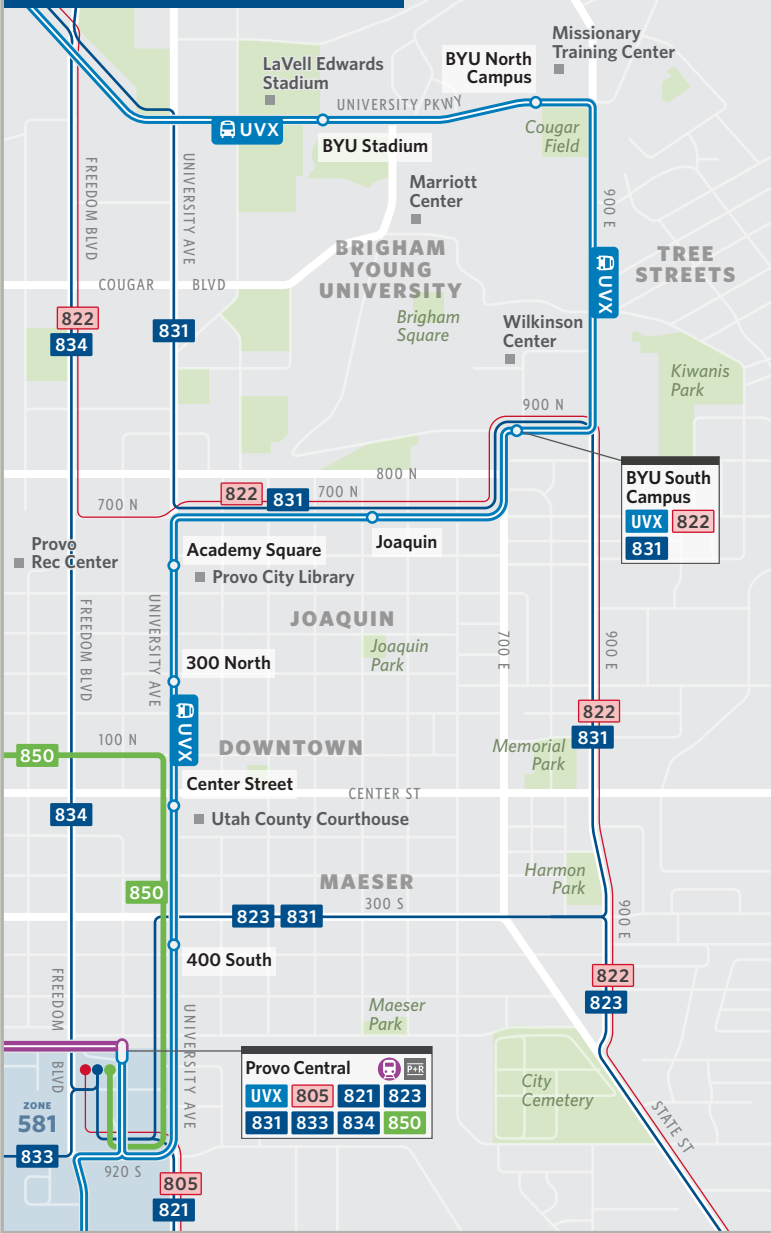 Missionary
Training Center
BYU North
Campus
LaVell Edwards
Stadium
UNIVERSITY PKWY
UVX
BYU Stadium
Cougar
Field
FREEDOM BLVD
UNIVERSITY AVE
Marriott
Center
900 E
BRIGHAM
YOUNG
UNIVERSITY
TREE
STREETS
COUGAR BLVD
UVX
822
834
831
Brigham
Square
Wilkinson
Center
Kiwanis
Park
900 N
800 N
822
831
700 N
700 N
BYU South
Campus
UVX 822
831
Joaquin
Provo
Rec Center
Academy Square
Provo City Library
FREEDOM BLVD
UNIVERSITY AVE
JOAQUIN
Joaquin
Park
700 E
900 E
300 North
UVX
822
831
850
100 N
DOWNTOWN
Memorial
Park
Center Street
CENTER ST
834
Utah County Courthouse
850
MAESER
Harmon
Park
300 S
823 831
900 E
400 South
822
823
FREEDOM BLVD
UNIVERSITY AVE
Maeser
Park
Provo Central P+R
UVX 805 821 823
831 833 834 850
City
Cemetery
STATE ST
ZONE
581
833
920 S
805
821